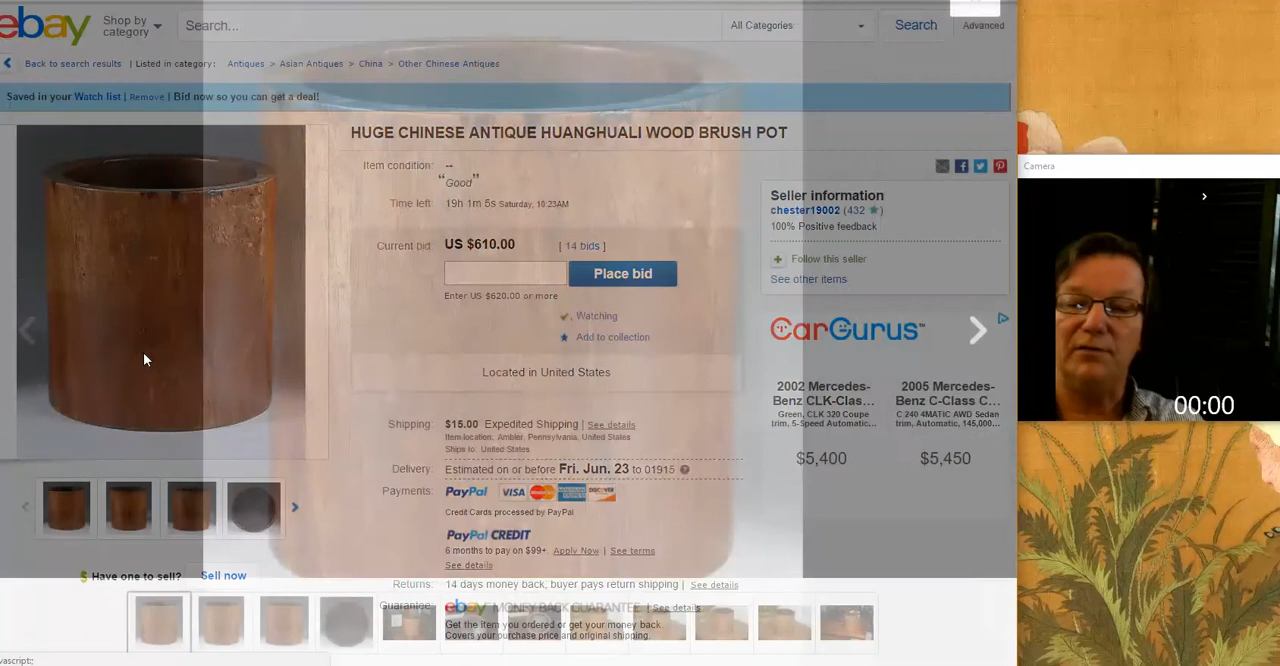 ebay
Shop by category
Search...
All Categories
Search
Advanced
Back to search results | Listed in category: Antiques > Asian Antiques > China > Other Chinese Antiques
Saved in your Watch list | Remove | Bid now so you can get a deal!
HUGE CHINESE ANTIQUE HUANGHUALI WOOD BRUSH POT
Item condition: --
“Good”
Time left: 19h 1m 5s Saturday, 10:23AM
Current bid: US $610.00 [ 14 bids ]
Place bid
Enter US $620.00 or more
Watching
Add to collection
Located in United States
Shipping: $15.00 Expedited Shipping | See details
Item location: Ambler, Pennsylvania, United States
Ships to: United States
Delivery: Estimated on or before Fri. Jun. 23 to 01915
Payments: PayPal VISA DISCOVER
Credit Cards processed by PayPal
PayPal CREDIT
6 months to pay on $99+. Apply Now | See terms
See details
Returns: 14 days money back, buyer pays return shipping | See details
Guarantee: ebay MONEY BACK GUARANTEE | See details
Get the item you ordered or get your money back.
Covers your purchase price and original shipping.
Have one to sell? Sell now
Seller information
chester19002 (432 )
100% Positive feedback
Follow this seller
See other items
CarGurus
2002 Mercedes-
Benz CLK-Clas...
Green, CLK 320 Coupe
trim, 5-Speed Automatic...
$5,400
2005 Mercedes-
Benz C-Class C...
C 240 4MATIC AWD Sedan
trim, Automatic, 145,000...
$5,450
Camera
00:00
vascript:;